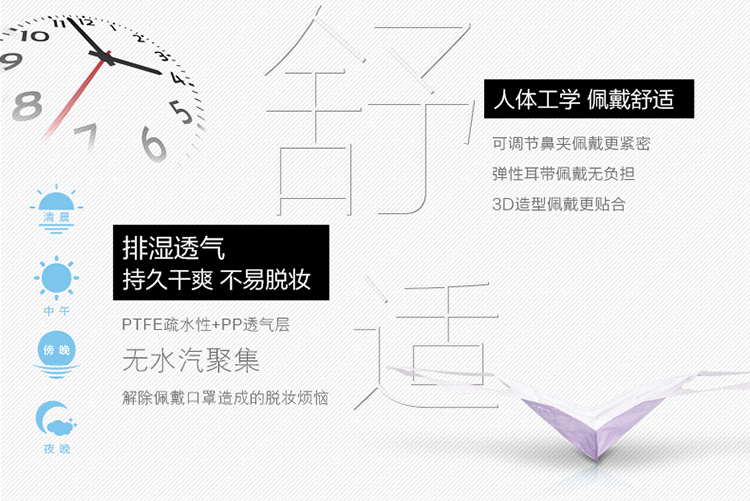 11 12 1
10
2
9
3
8
4
7
6
5
舒
人体工学 佩戴舒适
可调节鼻夹佩戴更紧密
弹性耳带佩戴无负担
3D造型佩戴更贴合
清晨
排湿透气
持久干爽 不易脱妆
中午
适
PTFE疏水性+PP透气层
傍晚
无水汽聚集
解除佩戴口罩造成的脱妆烦恼
夜晚